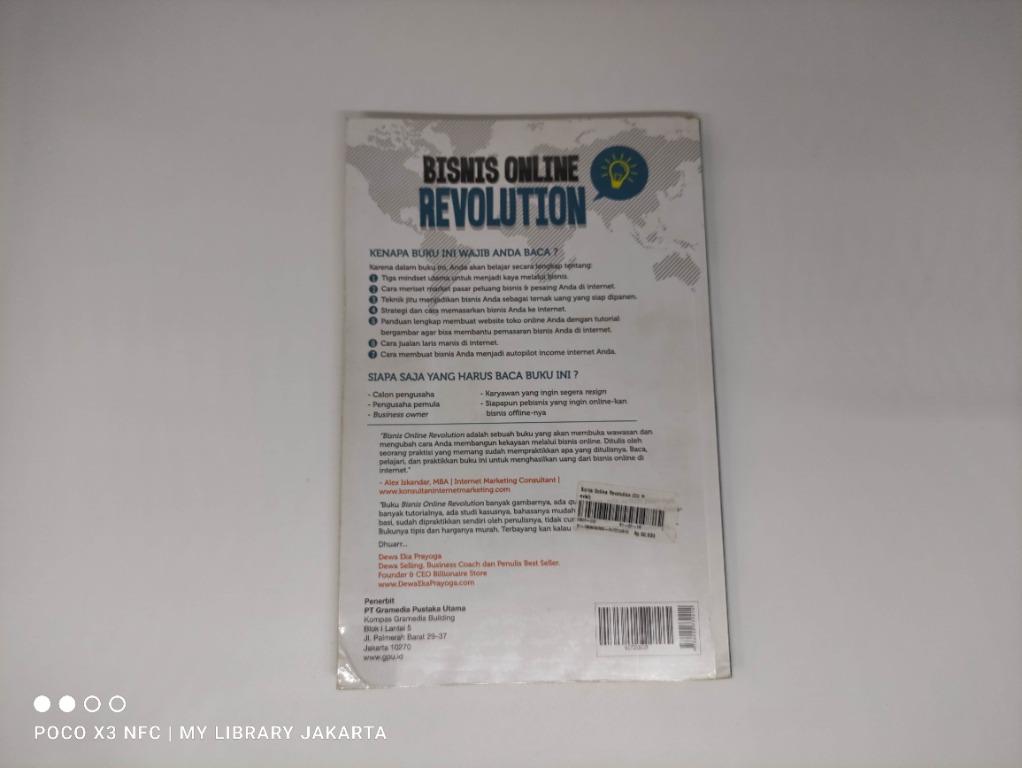 BISNIS ONLINE
REVOLUTION
KENAPA BUKU INI WAJIB ANDA BACA ?
Karena dalam buku ini, Anda akan belajar secara lengkap tentang:
1 Tiga mindset utama untuk menjadi kaya melalui bisnis.
2 Cara meriset market pasar peluang bisnis & pesaing Anda di internet.
3 Teknik jitu menjadikan bisnis Anda sebagai ternak uang yang siap dipanen.
4 Strategi dan cara memasarkan bisnis Anda ke internet.
5 Panduan lengkap membuat website toko online Anda dengan tutorial
bergambar agar bisa membantu pemasaran bisnis Anda di internet.
6 Cara jualan laris manis di internet.
7 Cara membuat bisnis Anda menjadi autopilot income internet Anda.
SIAPA SAJA YANG HARUS BACA BUKU INI ?
- Calon pengusaha
- Pengusaha pemula
- Business owner
- Karyawan yang ingin segera resign
- Siapapun pebisnis yang ingin online-kan
bisnis offline-nya
"Bisnis Online Revolution adalah sebuah buku yang akan membuka wawasan dan
mengubah cara Anda membangun kekayaan melalui bisnis online. Ditulis oleh
seorang praktisi yang memang sudah mempraktikkan apa yang ditulisnya. Baca,
pelajari, dan praktikkan buku ini untuk menghasilkan uang dari bisnis online di
internet."
- Alex Iskandar, MBA | Internet Marketing Consultant |
www.konsultaninternetmarketing.com
"Buku Bisnis Online Revolution banyak gambarnya, ada
banyak tutorialnya, ada studi kasusnya, bahasanya mudah
basi, sudah dipraktikkan sendiri oleh penulisnya, tidak
Bukunya tipis dan harganya murah. Terbayang kan kalau
Dhuarr...
Dewa Eka Prayoga
Dewa Selling, Business Coach dan Penulis Best Seller.
Founder & CEO Billionaire Store
www.DewaEkaPrayoga.com
Bisnis Online Revolution
Penerbit
PT Gramedia Pustaka Utama
Kompas Gramedia Building
Blok I Lantai 5
Jl. Palmerah Barat 29-37
Jakarta 10270
www.gpu.id
POCO X3 NFC | MY LIBRARY JAKARTA